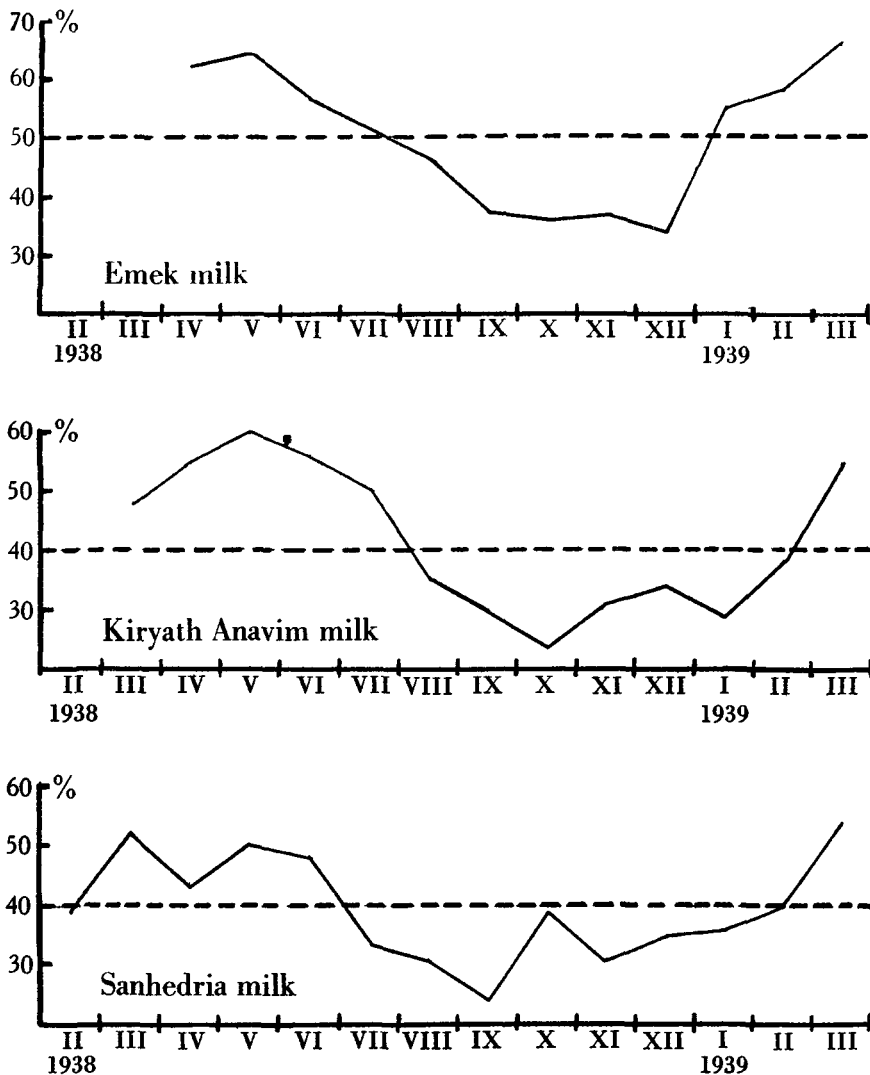 70 %
60
50
40
30
Emek milk
II III IV V VI VII VIII IX X XI XII I II III
1938 1939
60 %
50
40
30
Kiryath Anavim milk
II III IV V VI VII VIII IX X XI XII I II III
1938 1939
60 %
50
40
30
Sanhedria milk
II III IV V VI VII VIII IX X XI XII I II III
1938 1939